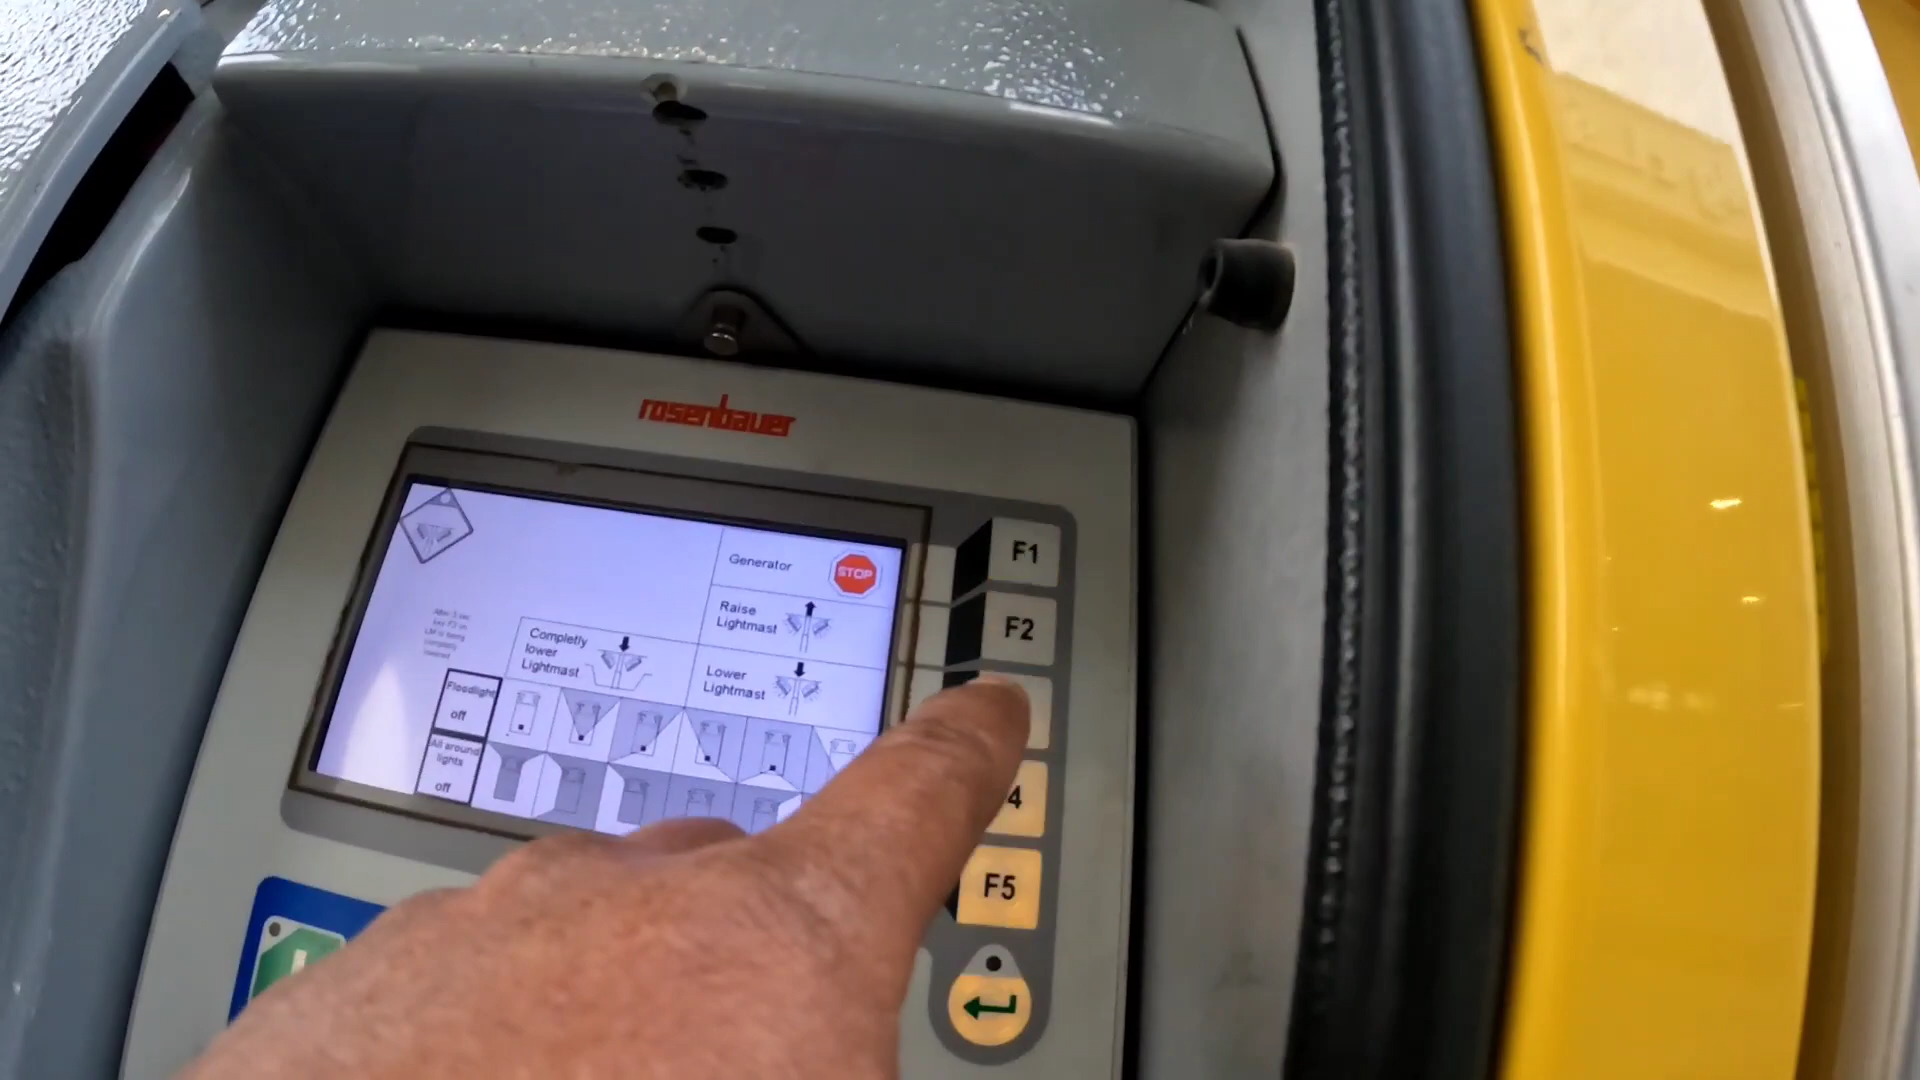 rosenbauer
Generator
STOP
Raise
Lightmast
Completly
lower
Lightmast
Lower
Lightmast
Floodlight
off
All around
lights
off
F1
F2
4
F5